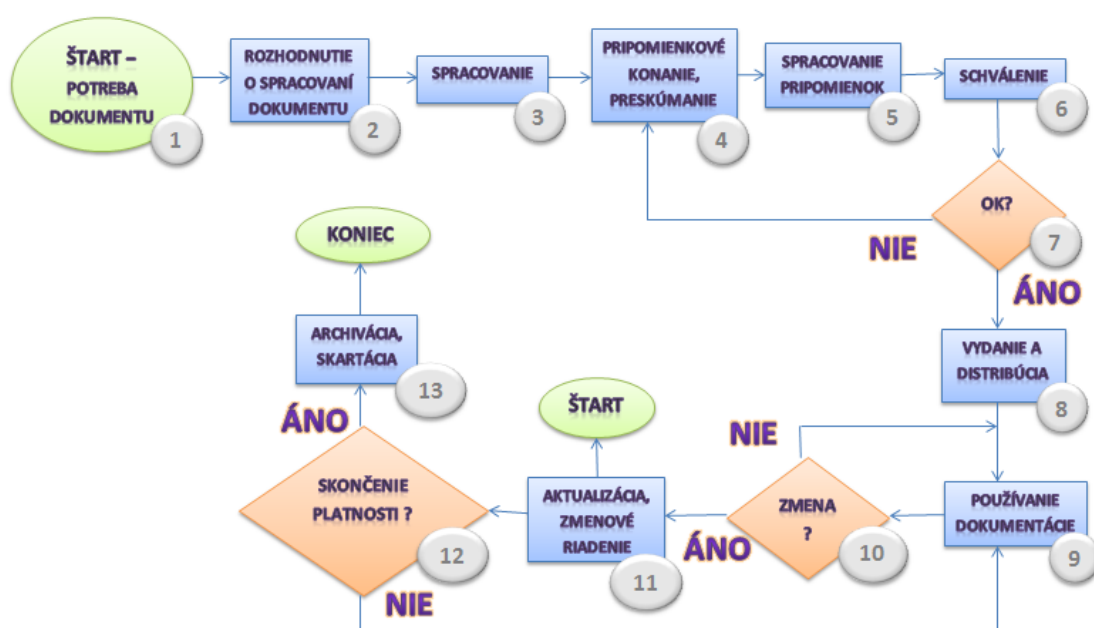 ŠTART –
POTREBA
DOKUMENTU
1
ROZHODNUTIE
O SPRACOVANÍ
DOKUMENTU
2
SPRACOVANIE
3
PRIPOMIENKOVÉ
KONANIE,
PRESKÚMANIE
4
SPRACOVANIE
PRIPOMIENOK
5
SCHVÁLENIE
6
OK?
7
NIE
ÁNO
VYDANIE A
DISTRIBÚCIA
8
POUŽÍVANIE
DOKUMENTÁCIE
9
ZMENA
?
10
NIE
ÁNO
ŠTART
AKTUALIZÁCIA,
ZMENOVÉ
RIADENIE
11
SKONČENIE
PLATNOSTI ?
12
NIE
ÁNO
ARCHIVÁCIA,
SKARTÁCIA
13
KONIEC